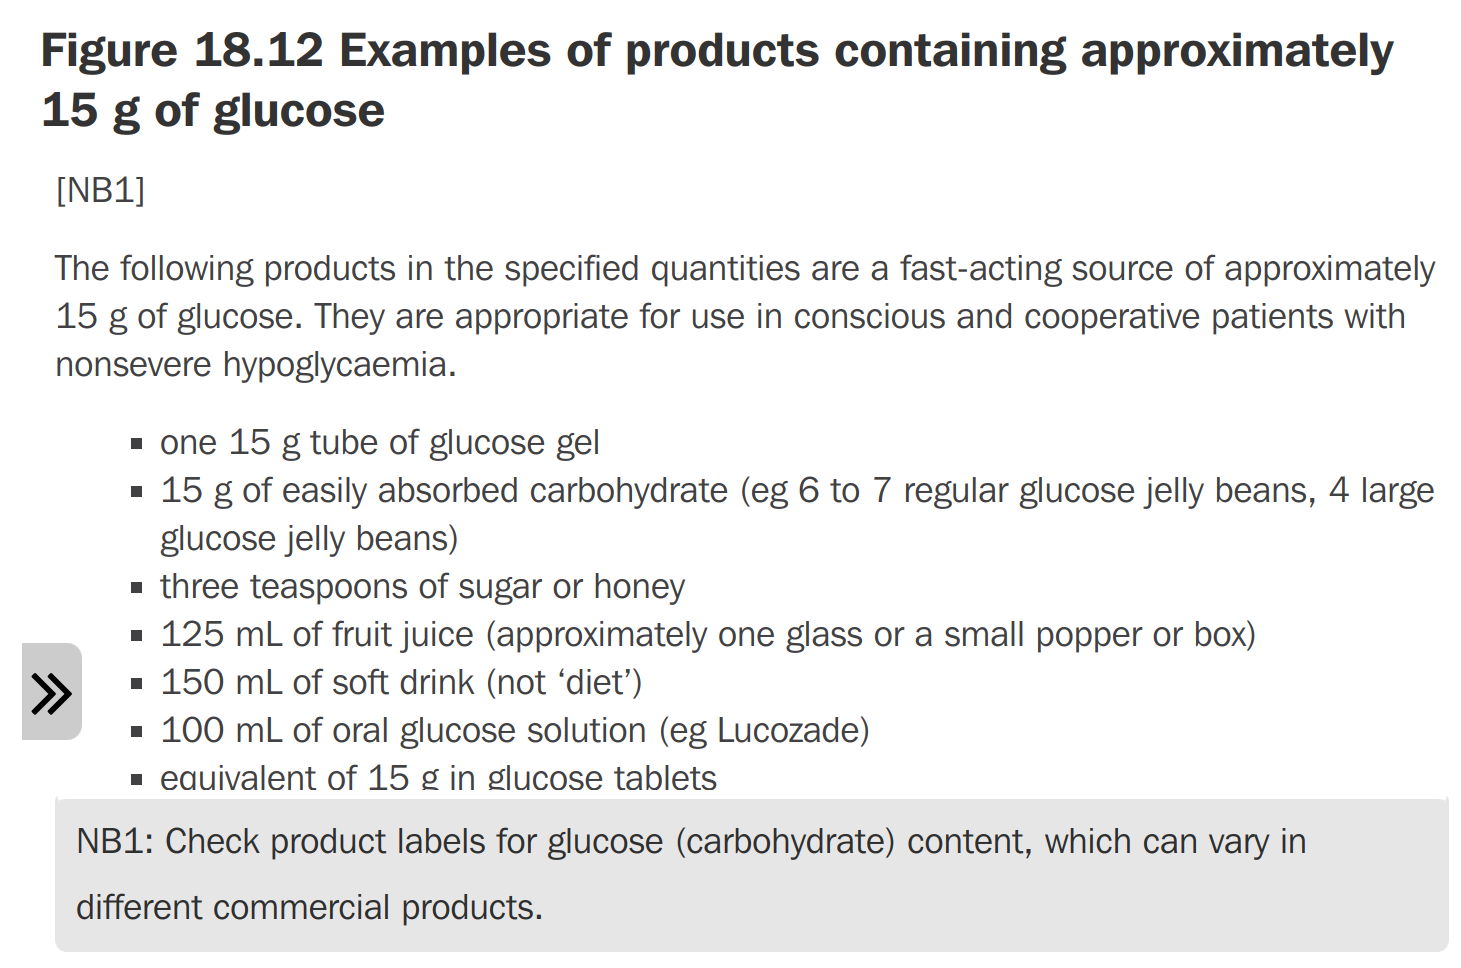 Figure 18.12 Examples of products containing approximately
15 g of glucose
[NB1]
The following products in the specified quantities are a fast-acting source of approximately
15 g of glucose. They are appropriate for use in conscious and cooperative patients with
nonsevere hypoglycaemia.
▪ one 15 g tube of glucose gel
▪ 15 g of easily absorbed carbohydrate (eg 6 to 7 regular glucose jelly beans, 4 large
glucose jelly beans)
▪ three teaspoons of sugar or honey
▪ 125 mL of fruit juice (approximately one glass or a small popper or box)
▪ 150 mL of soft drink (not ‘diet’)
▪ 100 mL of oral glucose solution (eg Lucozade)
▪ equivalent of 15 g in glucose tablets
NB1: Check product labels for glucose (carbohydrate) content, which can vary in
different commercial products.